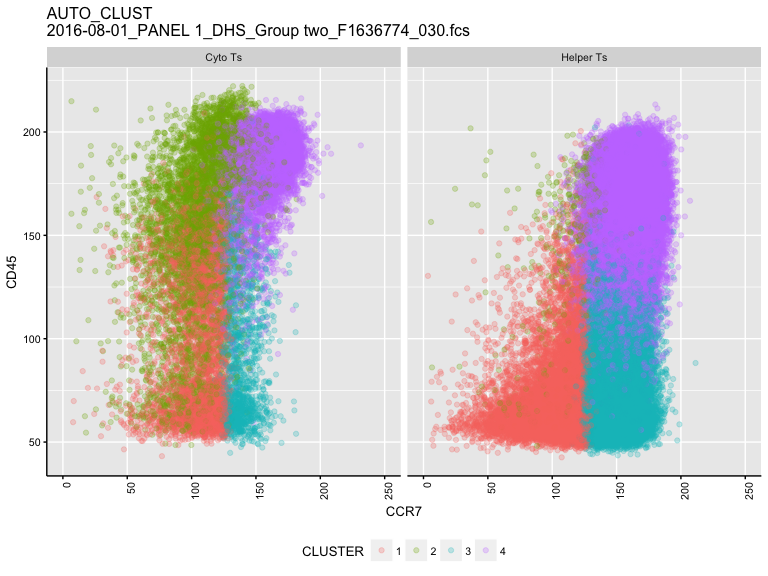 AUTO_CLUST
2016-08-01_PANEL 1_DHS_Group two_F1636774_030.fcs
Cyto Ts
Helper Ts
CD45
200
150
100
50
0 50 100 150 200 250
0 50 100 150 200 250
CCR7
CLUSTER 1 2 3 4